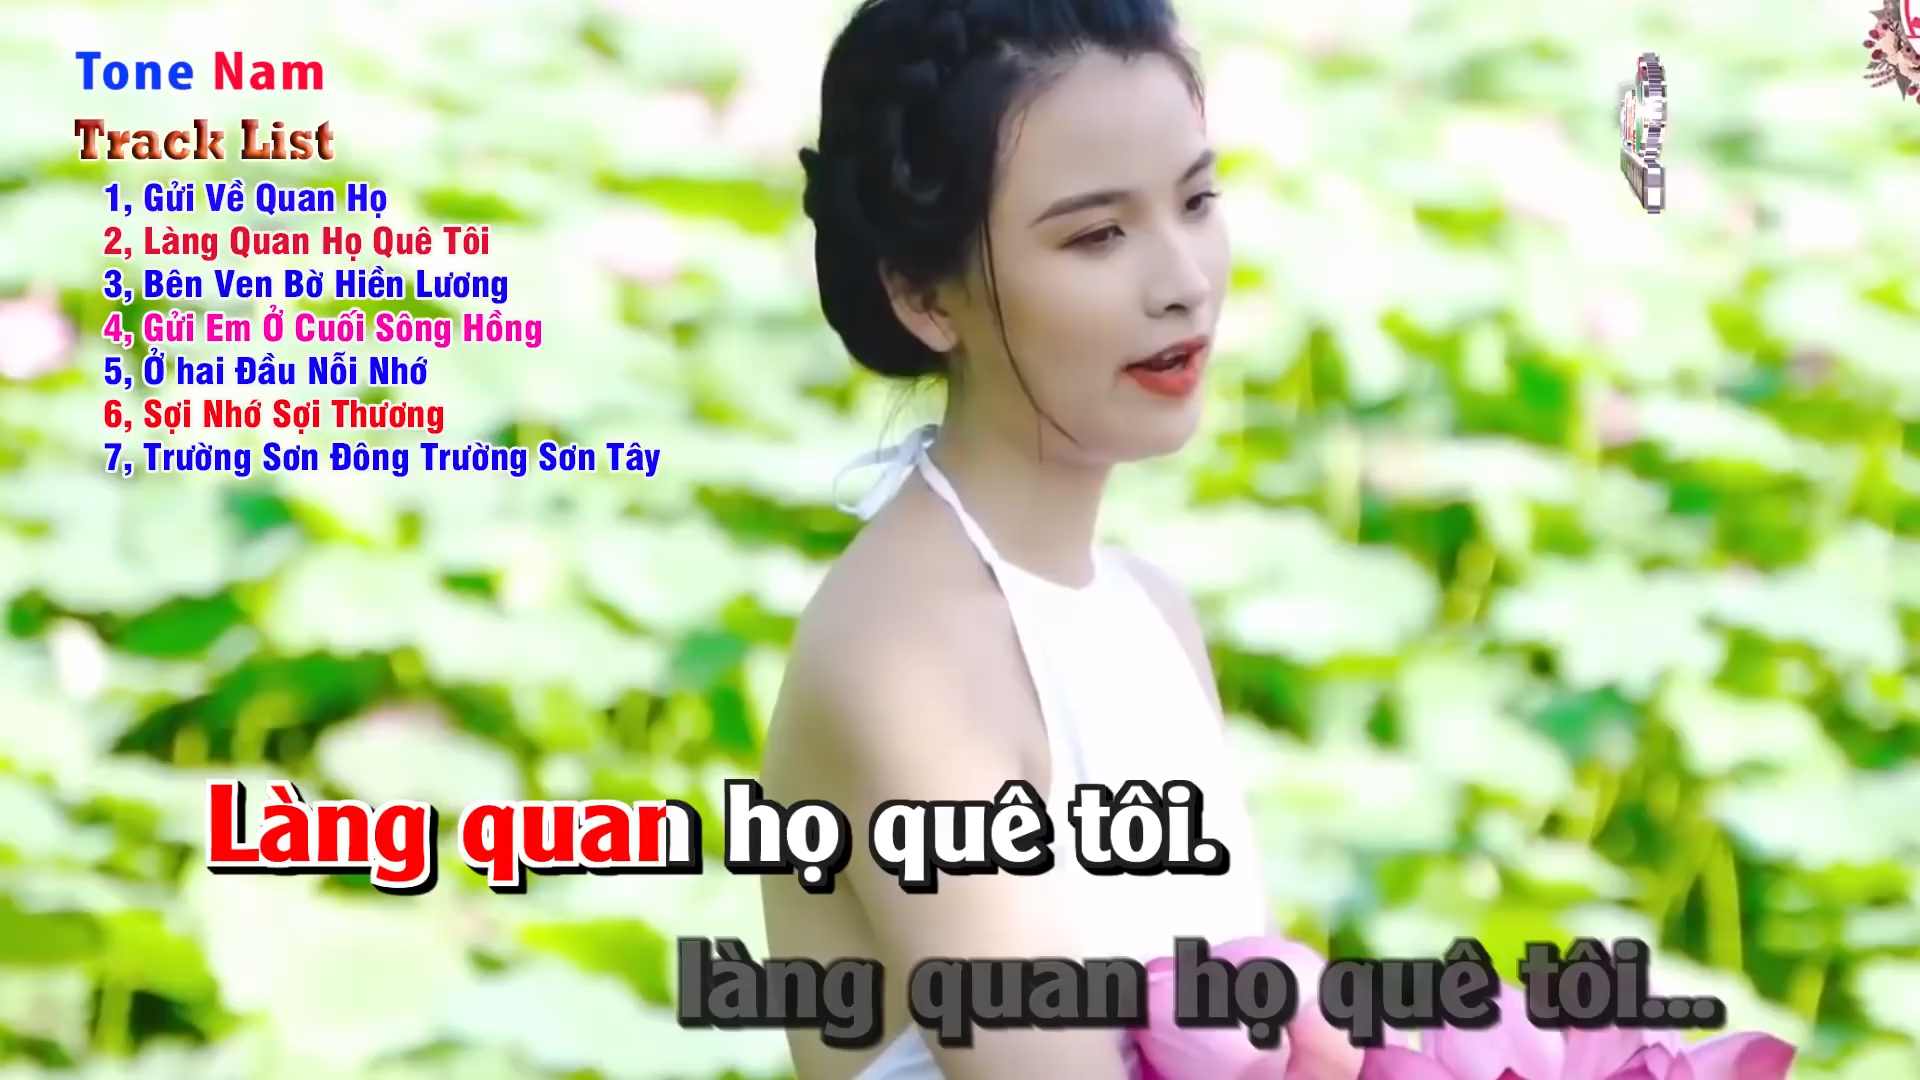 Tone Nam
Track List
1, Gửi Về Quan Họ
2, Làng Quan Họ Quê Tôi
3, Bên Ven Bờ Hiền Lương
4, Gửi Em Ở Cuối Sông Hồng
5, Ở hai Đầu Nỗi Nhớ
6, Sợi Nhớ Sợi Thương
7, Trường Sơn Đông Trường Sơn Tây
Làng quan họ quê tôi.
làng quan họ quê tôi...